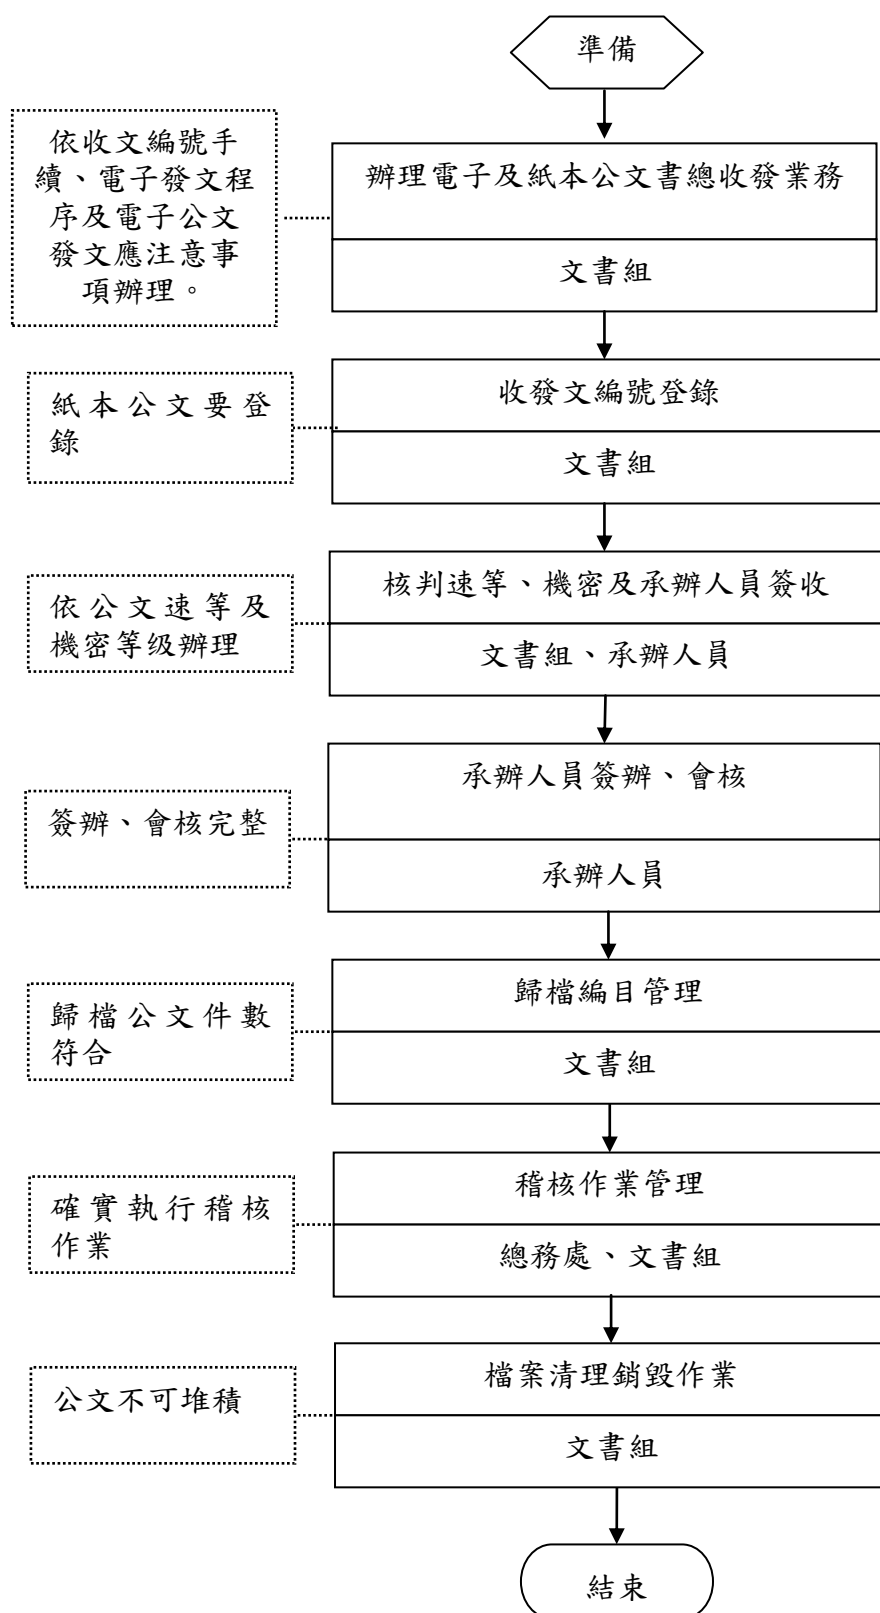 準備
依收文編號手
續、電子發文程
序及電子公文
發文應注意事
項辦理。
辦理電子及紙本公文書總收發業務
文書組
紙本公文要登
錄
收發文編號登錄
文書組
依公文速等及
機密等级辦理
核判速等、機密及承辦人員簽收
文書組、承辦人員
簽辦、會核完整
承辦人員簽辦、會核
承辦人員
歸檔公文件數
符合
歸檔編目管理
文書組
確實執行稽核
作業
稽核作業管理
總務處、文書組
公文不可堆積
檔案清理銷毀作業
文書組
結束